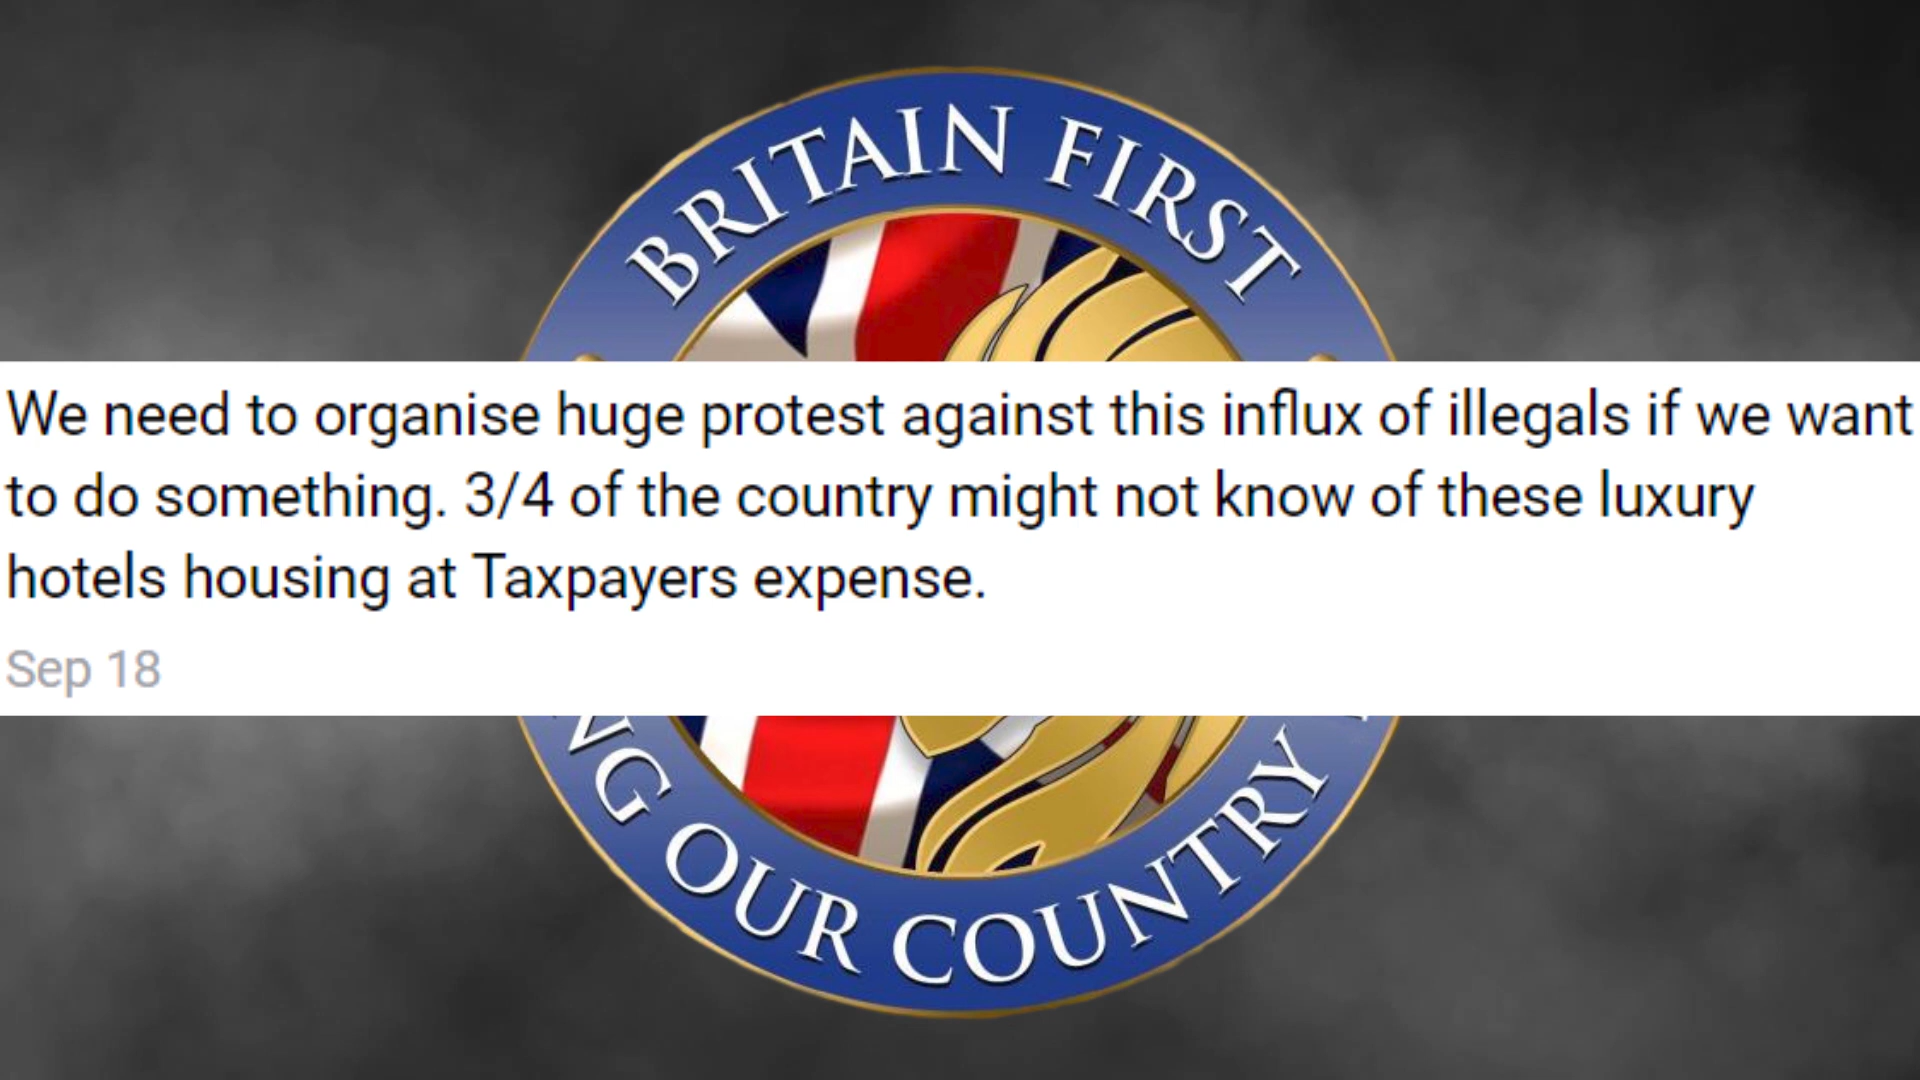 BRITAIN FIRST
We need to organise huge protest against this influx of illegals if we want
to do something. 3/4 of the country might not know of these luxury
hotels housing at Taxpayers expense.
Sep 18
OUR COUNTRY